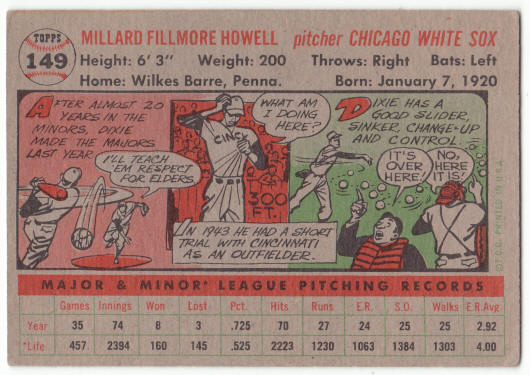 TOPPS
149
MILLARD FILLMORE HOWELL pitcher CHICAGO WHITE SOX
Height: 6' 3" Weight: 200 Throws: Right Bats: Left
Home: Wilkes Barre, Penna. Born: January 7, 1920
AFTER ALMOST 20
YEARS IN THE
MINORS, DIXIE
MADE THE MAJORS
LAST YEAR
I'LL TEACH
'EM RESPECT
FOR ELDERS.
CINCY
WHAT AM
I DOING
HERE?
300
FT.
IN 1943 HE HAD A SHORT
TRIAL WITH CINCINNATI
AS AN OUTFIELDER.
DIXIE HAS A
GOOD SLIDER,
SINKER, CHANGE-UP
AND CONTROL.
IT'S
OVER
HERE!
NO,
HERE
IT IS!
©T.C.G. PRINTED IN U.S.A.
MAJOR & MINOR* LEAGUE PITCHING RECORDS
Games Innings Won Lost Pct. Hits Runs E.R. S.O. Walks E.R.Avg
Year 35 74 8 3 .725 70 27 24 25 25 2.92
*Life 457 2394 160 145 .525 2223 1230 1063 1384 1303 4.00